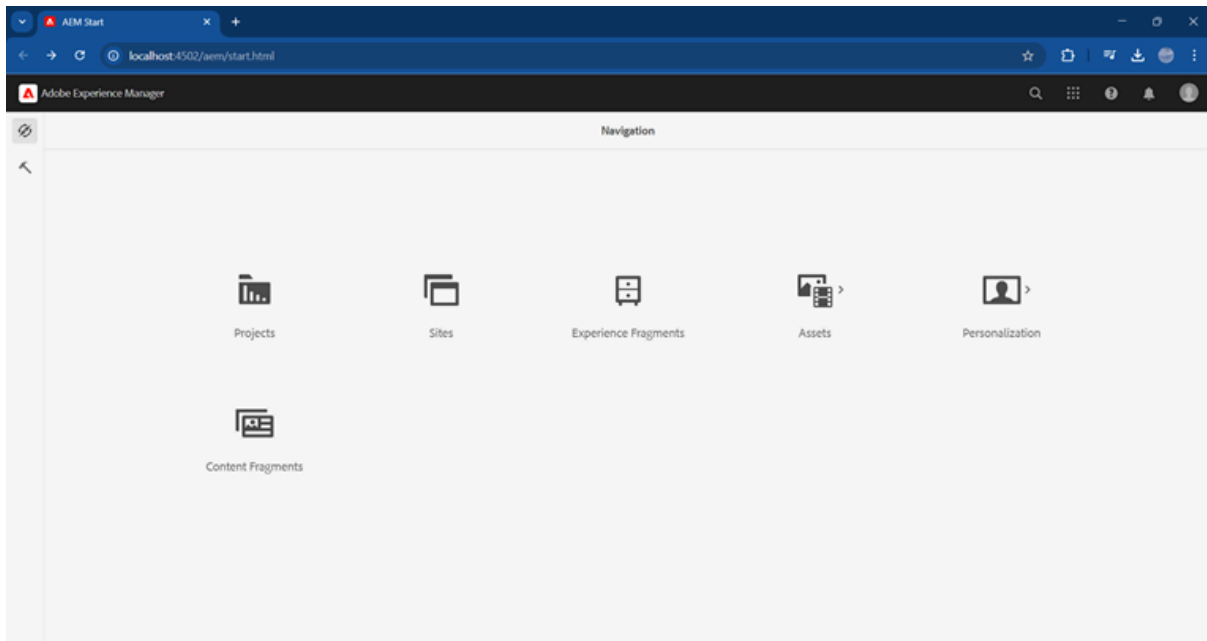 AEM Start
localhost:4502/aem/start.html
Adobe Experience Manager
Navigation
Projects
Sites
Experience Fragments
Assets
Personalization
Content Fragments